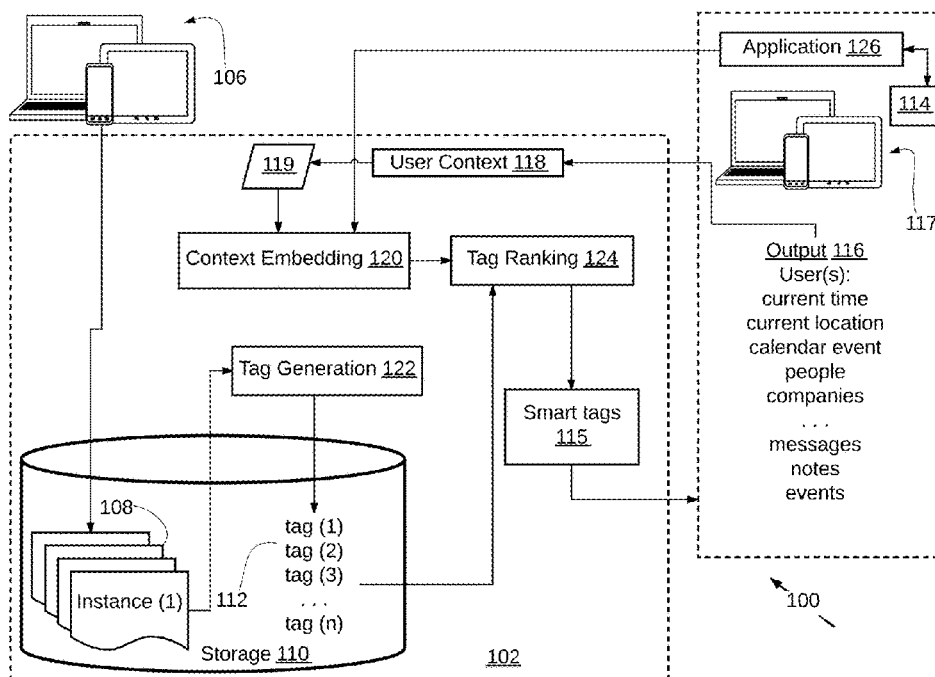 106
Application 126
114
119
User Context 118
117
Context Embedding 120
Tag Ranking 124
Output 116
User(s):
current time
current location
calendar event
people
companies
. . .
messages
notes
events
Tag Generation 122
Smart tags
115
108
tag (1)
tag (2)
tag (3)
. . .
tag (n)
112
Instance (1)
Storage 110
102
100